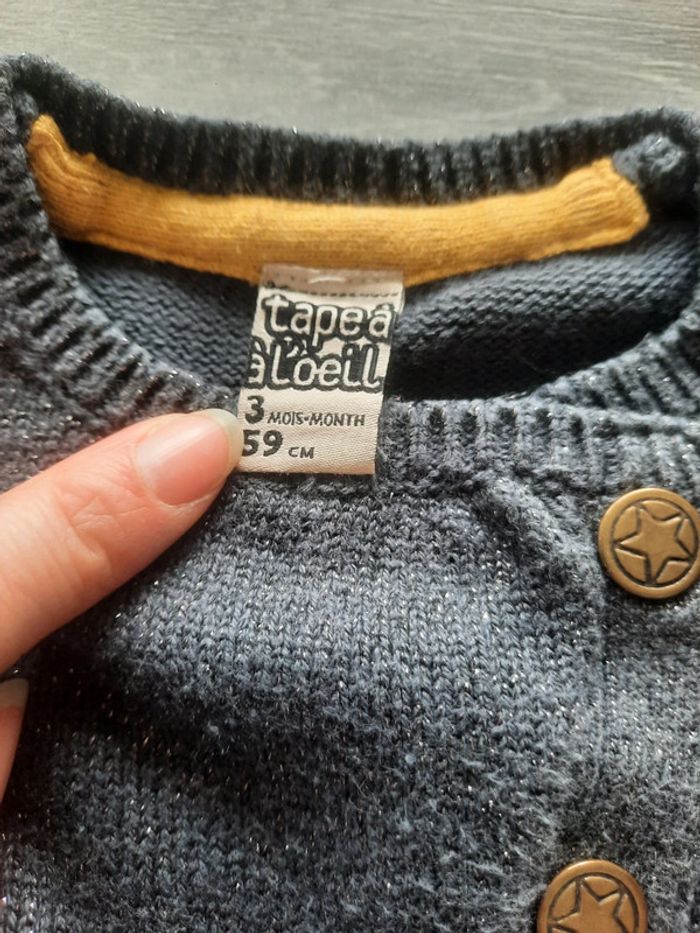 tape à
à l'oeil
3 MOIS-MONTH
59 CM